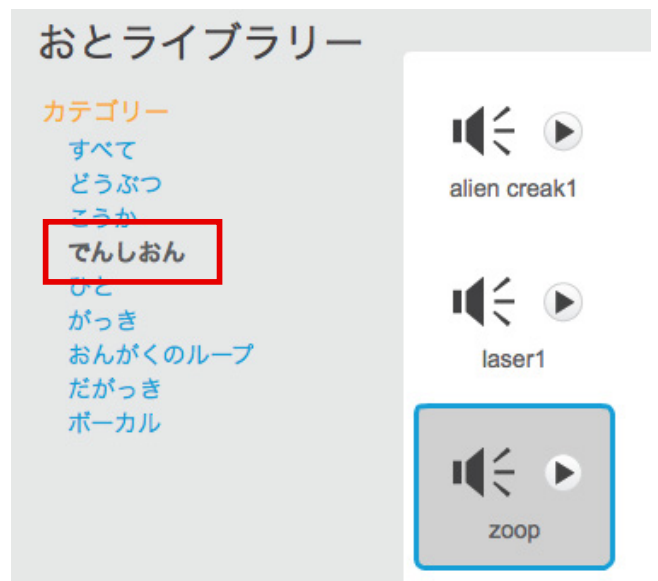 おとライブラリー
カテゴリー
すべて
どうぶつ
こうか
でんしおん
ひと
がっき
おんがくのループ
だがっき
ボーカル
alien creak1
laser1
zoop